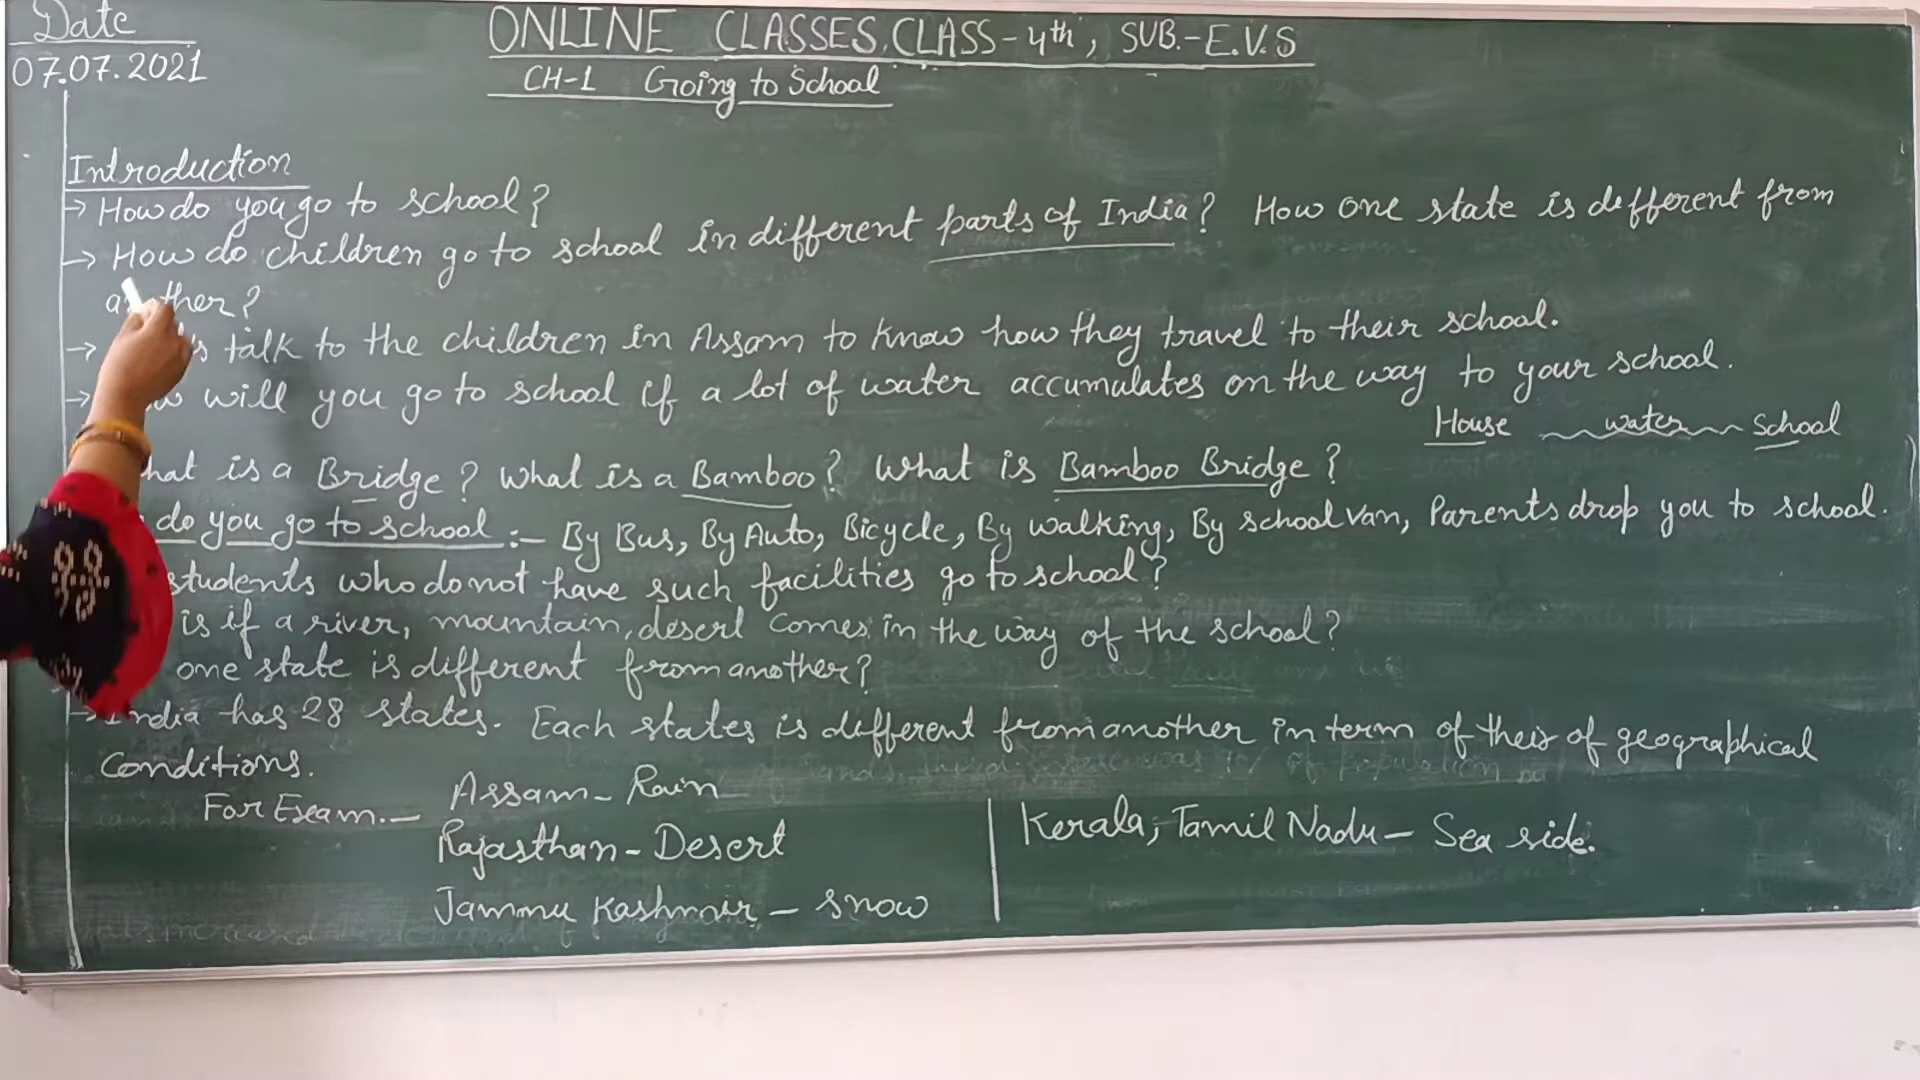 Date
07.07.2021
ONLINE CLASSES, CLASS-4th, SUB.-E.V.S
CH-1 Going to School
Introduction
→ How do you go to school?
→ How do children go to school in different parts of India? How one state is different from
another?
→ talk to the children in Assam to know how they travel to their school.
→ will you go to school if a lot of water accumulates on the way to your school.
House water School
hat is a Bridge? What is a Bamboo? What is Bamboo Bridge?
do you go to school :- By Bus, By Auto, Bicycle, By walking, By school van, Parents drop you to school.
students who do not have such facilities go to school?
is if a river, mountain, desert comes in the way of the school?
one state is different from another?
→ India has 28 states. Each states is different from another in term of their of geographical
Conditions.
For Exam.- Assam - Rain
Rajasthan - Desert
Jammu Kashmir - snow
Kerala, Tamil Nadu - Sea side.